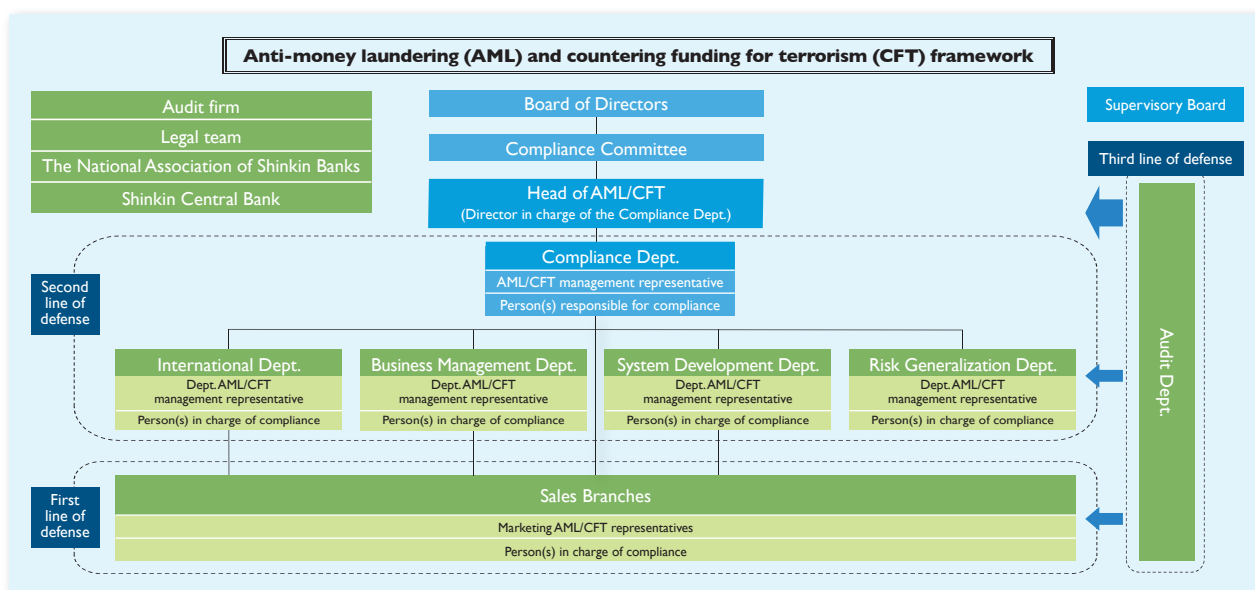 Anti-money laundering (AML) and countering funding for terrorism (CFT) framework
Audit firm
Legal team
The National Association of Shinkin Banks
Shinkin Central Bank
Board of Directors
Compliance Committee
Head of AML/CFT
(Director in charge of the Compliance Dept.)
Supervisory Board
Third line of defense
Audit Dept.
Second
line of
defense
Compliance Dept.
AML/CFT management representative
Person(s) responsible for compliance
International Dept.
Dept. AML/CFT
management representative
Person(s) in charge of compliance
Business Management Dept.
Dept. AML/CFT
management representative
Person(s) in charge of compliance
System Development Dept.
Dept. AML/CFT
management representative
Person(s) in charge of compliance
Risk Generalization Dept.
Dept. AML/CFT
management representative
Person(s) in charge of compliance
First
line of
defense
Sales Branches
Marketing AML/CFT representatives
Person(s) in charge of compliance